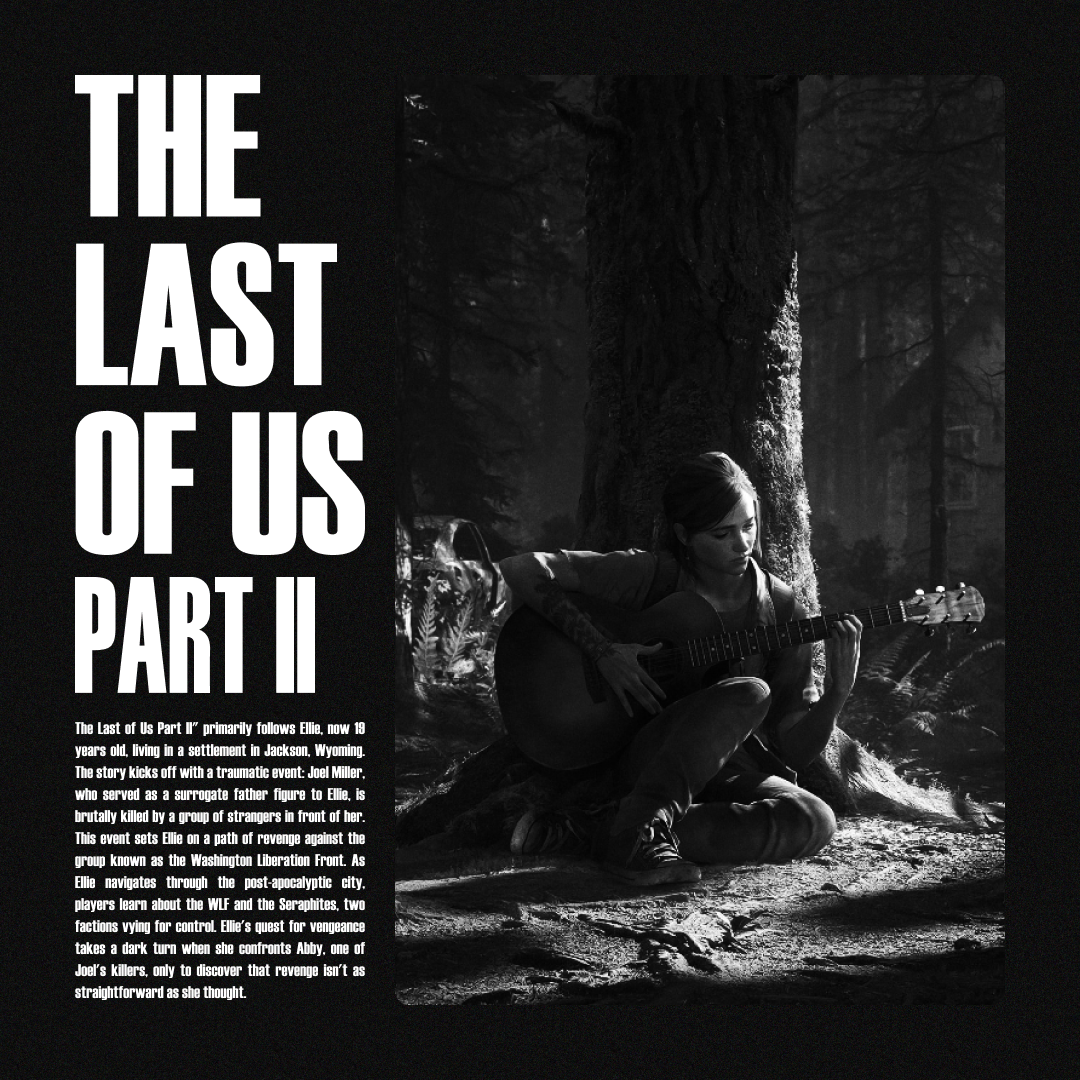 THE
LAST
OF US
PART II
The Last of Us Part II" primarily follows Ellie, now 19
years old, living in a settlement in Jackson, Wyoming.
The story kicks off with a traumatic event: Joel Miller,
who served as a surrogate father figure to Ellie, is
brutally killed by a group of strangers in front of her.
This event sets Ellie on a path of revenge against the
group known as the Washington Liberation Front. As
Ellie navigates through the post-apocalyptic city,
players learn about the WLF and the Seraphites, two
factions vying for control. Ellie's quest for vengeance
takes a dark turn when she confronts Abby, one of
Joel's killers, only to discover that revenge isn't as
straightforward as she thought.